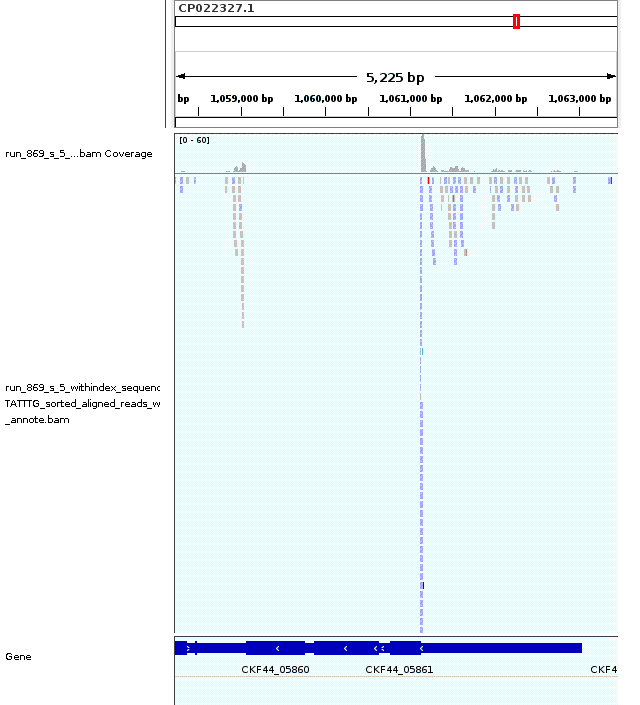 CP022327.1
5,225 bp
bp 1,059,000 bp 1,060,000 bp 1,061,000 bp 1,062,000 bp 1,063,000 bp
[0 - 60]
run_869_s_5_...bam Coverage
run_869_s_5_withindex_sequenc
TATTTG_sorted_aligned_reads_w
_annote.bam
Gene
CKF44_05860 CKF44_05861 CKF4